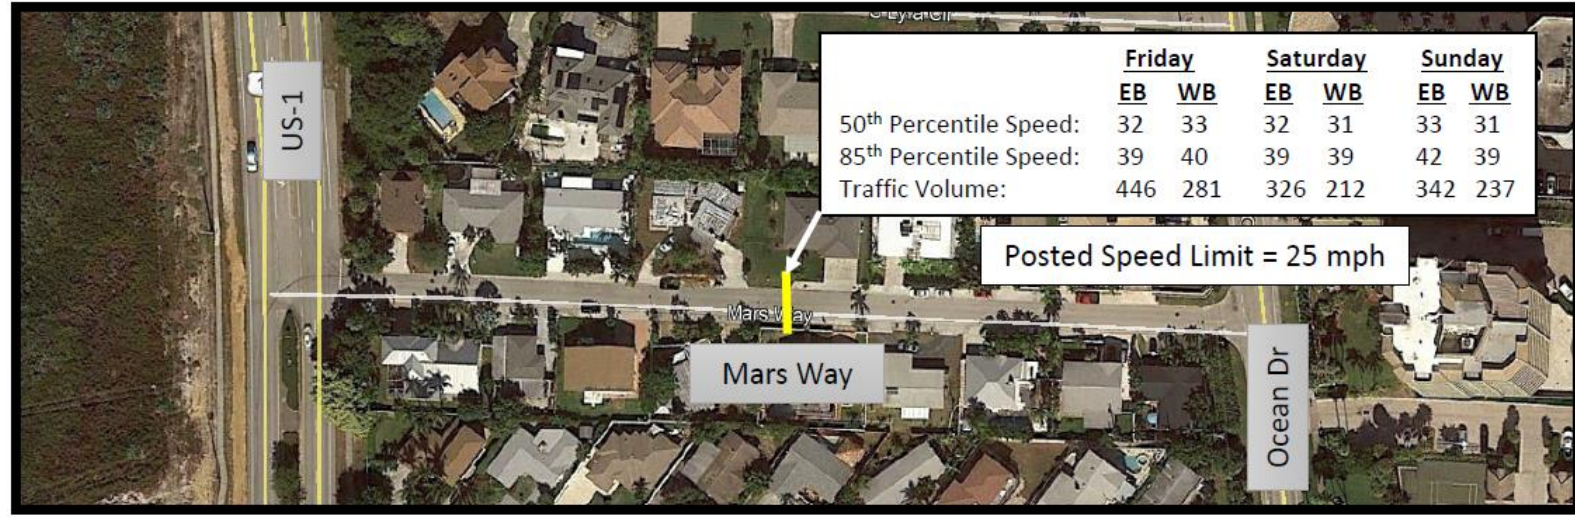 S Lyra Cir
US-1
Friday Saturday Sunday
EB WB EB WB EB WB
50th Percentile Speed: 32 33 32 31 33 31
85th Percentile Speed: 39 40 39 39 42 39
Traffic Volume: 446 281 326 212 342 237
Posted Speed Limit = 25 mph
Mars Way
Mars Way
Ocean Dr